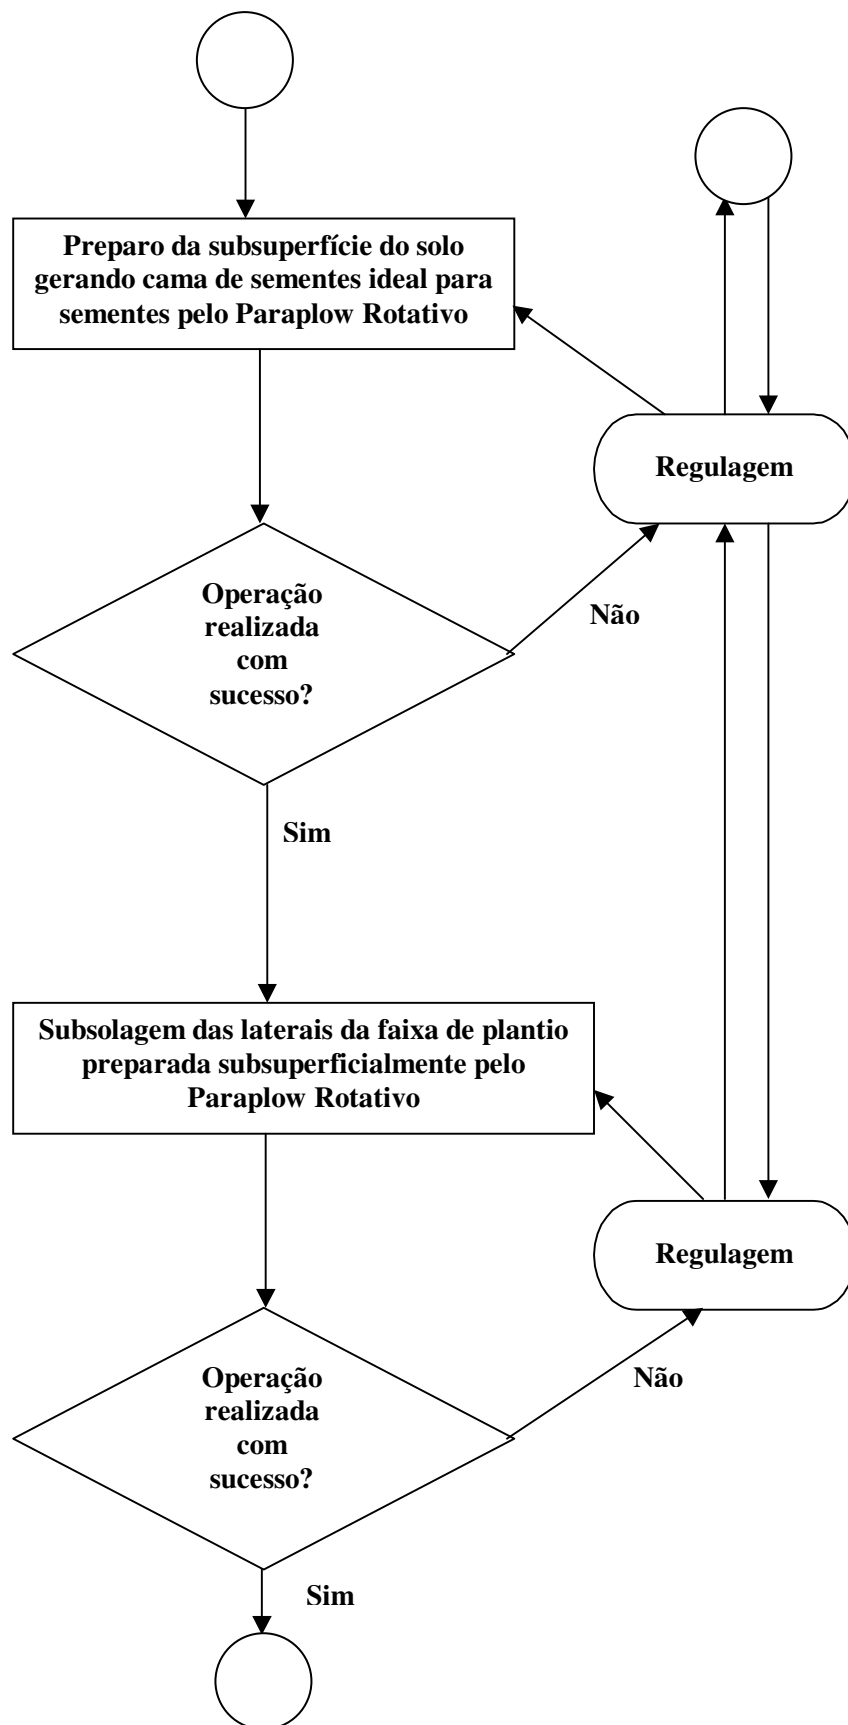 Preparo da subsuperfície do solo
gerando cama de sementes ideal para
sementes pelo Paraplow Rotativo
Regulagem
Operação
realizada
com
sucesso?
Não
Sim
Subsolagem das laterais da faixa de plantio
preparada subsuperficialmente pelo
Paraplow Rotativo
Regulagem
Operação
realizada
com
sucesso?
Não
Sim